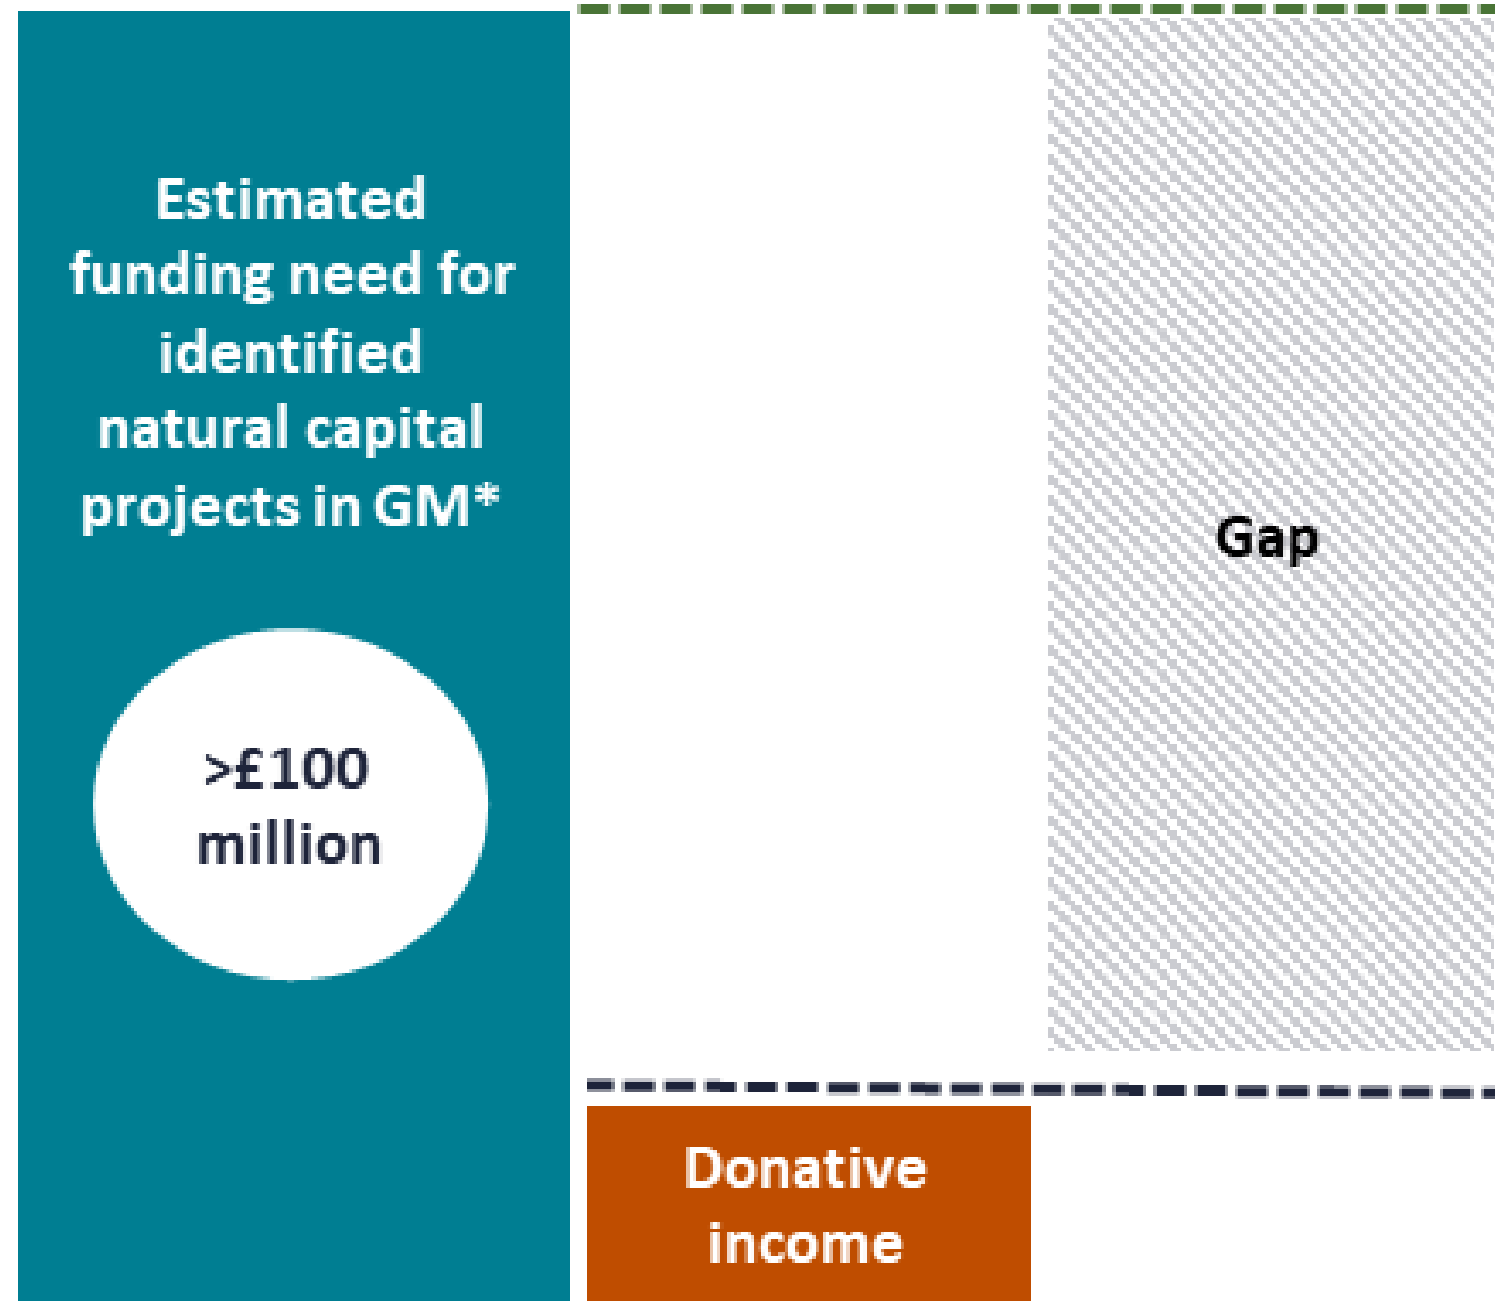 Estimated
funding need for
identified
natural capital
projects in GM*
>£100
million
Gap
Donative
income